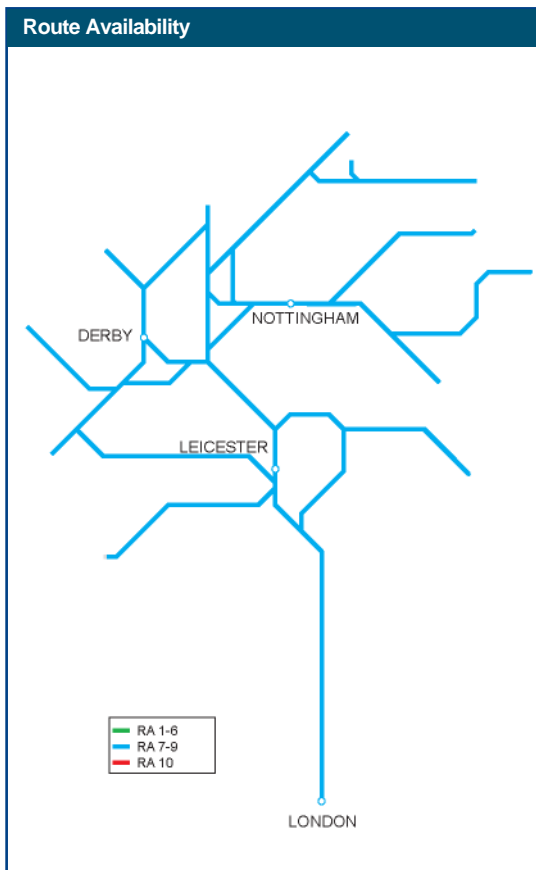 Route Availability
NOTTINGHAM
DERBY
LEICESTER
RA 1-6
RA 7-9
RA 10
LONDON